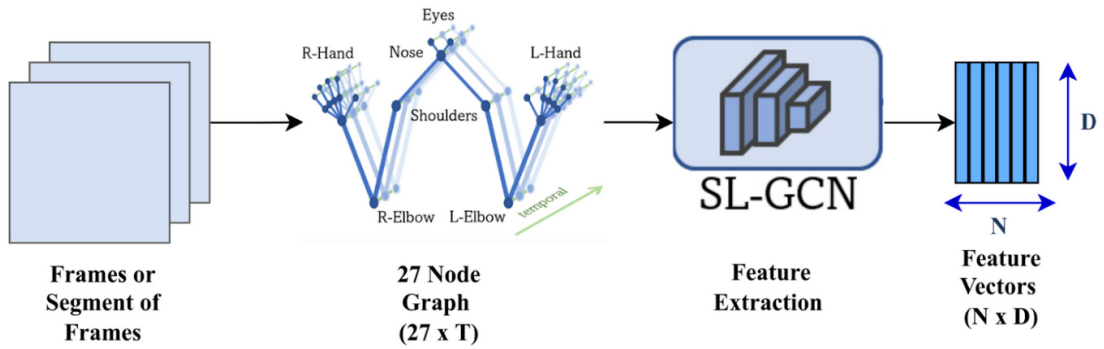 Eyes
Nose
R-Hand
L-Hand
Shoulders
R-Elbow
L-Elbow
temporal
SL-GCN
D
N
Frames or
Segment of
Frames
27 Node
Graph
(27 x T)
Feature
Extraction
Feature
Vectors
(N x D)